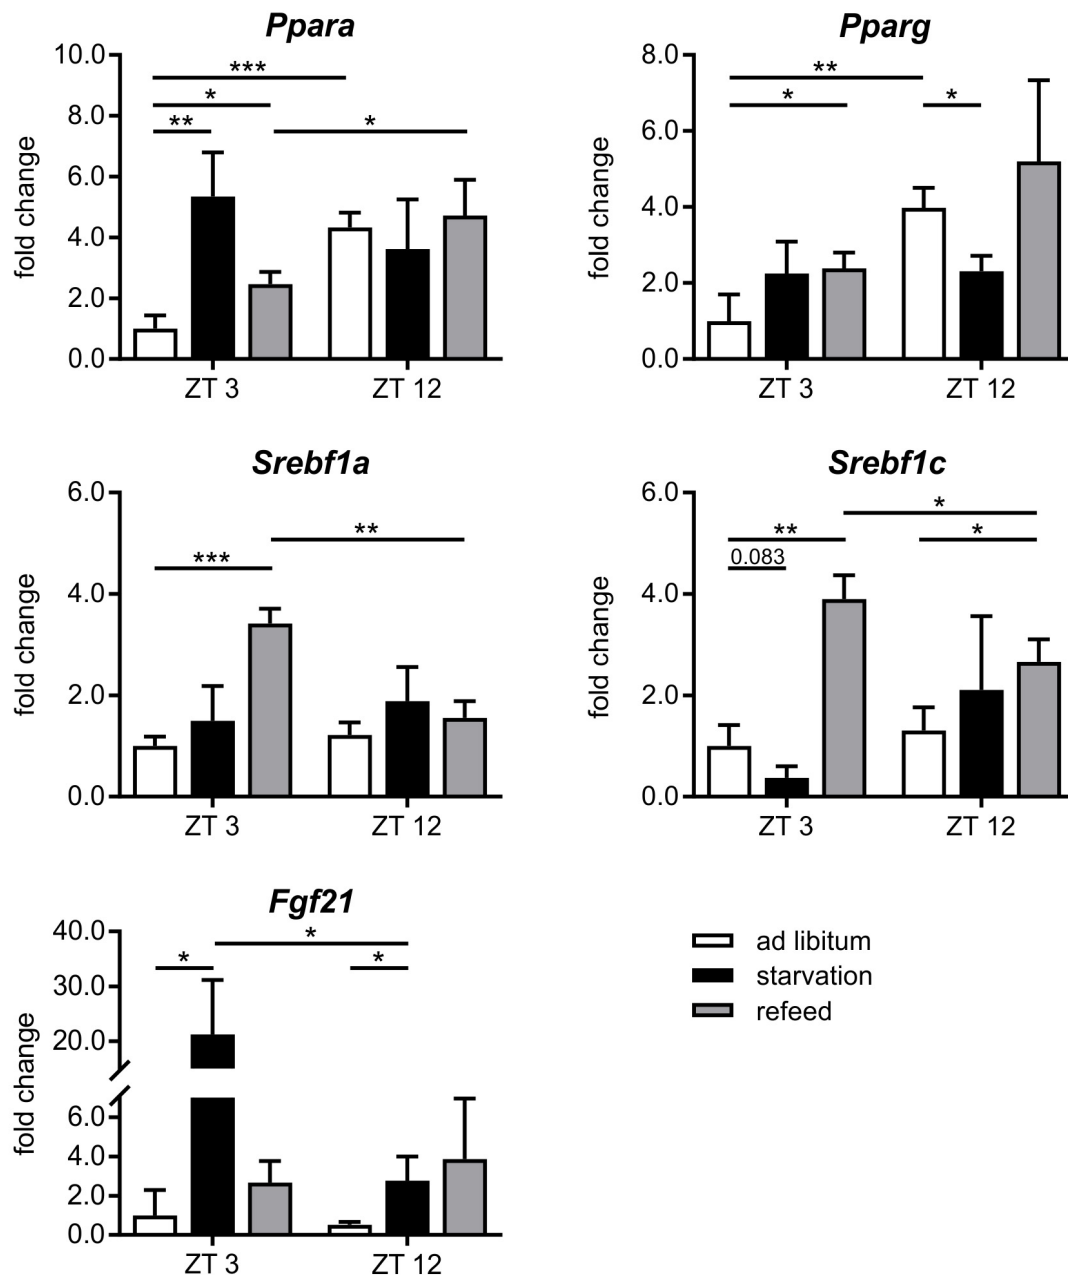 Ppara
fold change
10.0
8.0
6.0
4.0
2.0
0.0
***
*
**
*
ZT 3
ZT 12
Pparg
fold change
8.0
6.0
4.0
2.0
0.0
**
*
*
ZT 3
ZT 12
Srebf1a
fold change
6.0
4.0
2.0
0.0
**
***
ZT 3
ZT 12
Srebf1c
fold change
6.0
4.0
2.0
0.0
*
**
*
0.083
ZT 3
ZT 12
Fgf21
fold change
40.0
30.0
20.0
6.0
4.0
2.0
0.0
*
*
*
ZT 3
ZT 12
ad libitum
starvation
refeed